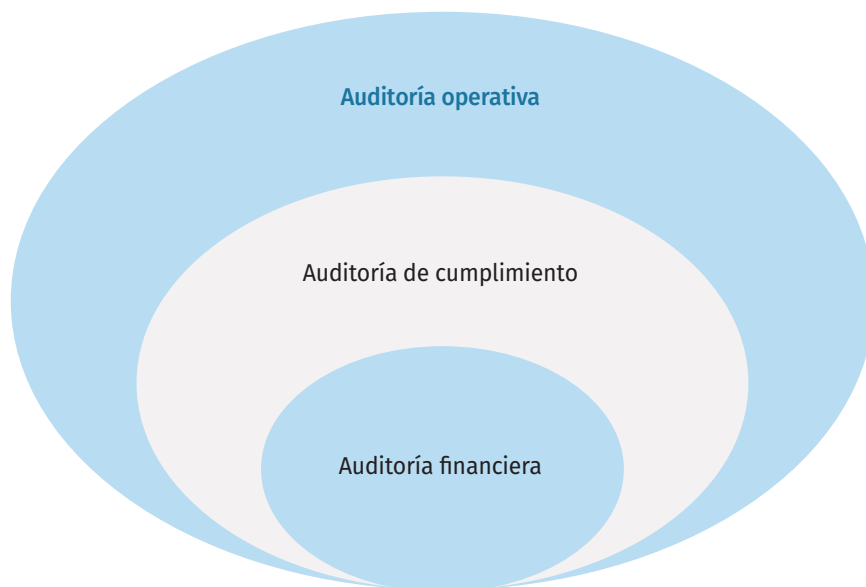 Auditoría operativa
Auditoría de cumplimiento
Auditoría financiera